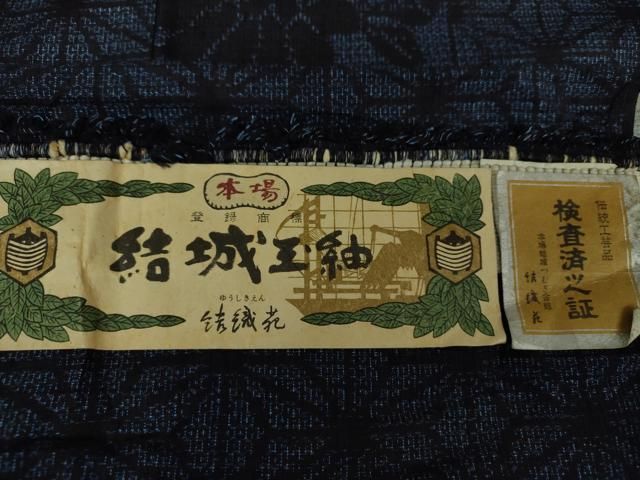 本場
登録商標
結城工紬
ゆうしきえん
結織苑
伝統工芸品
検査済之証
結織苑